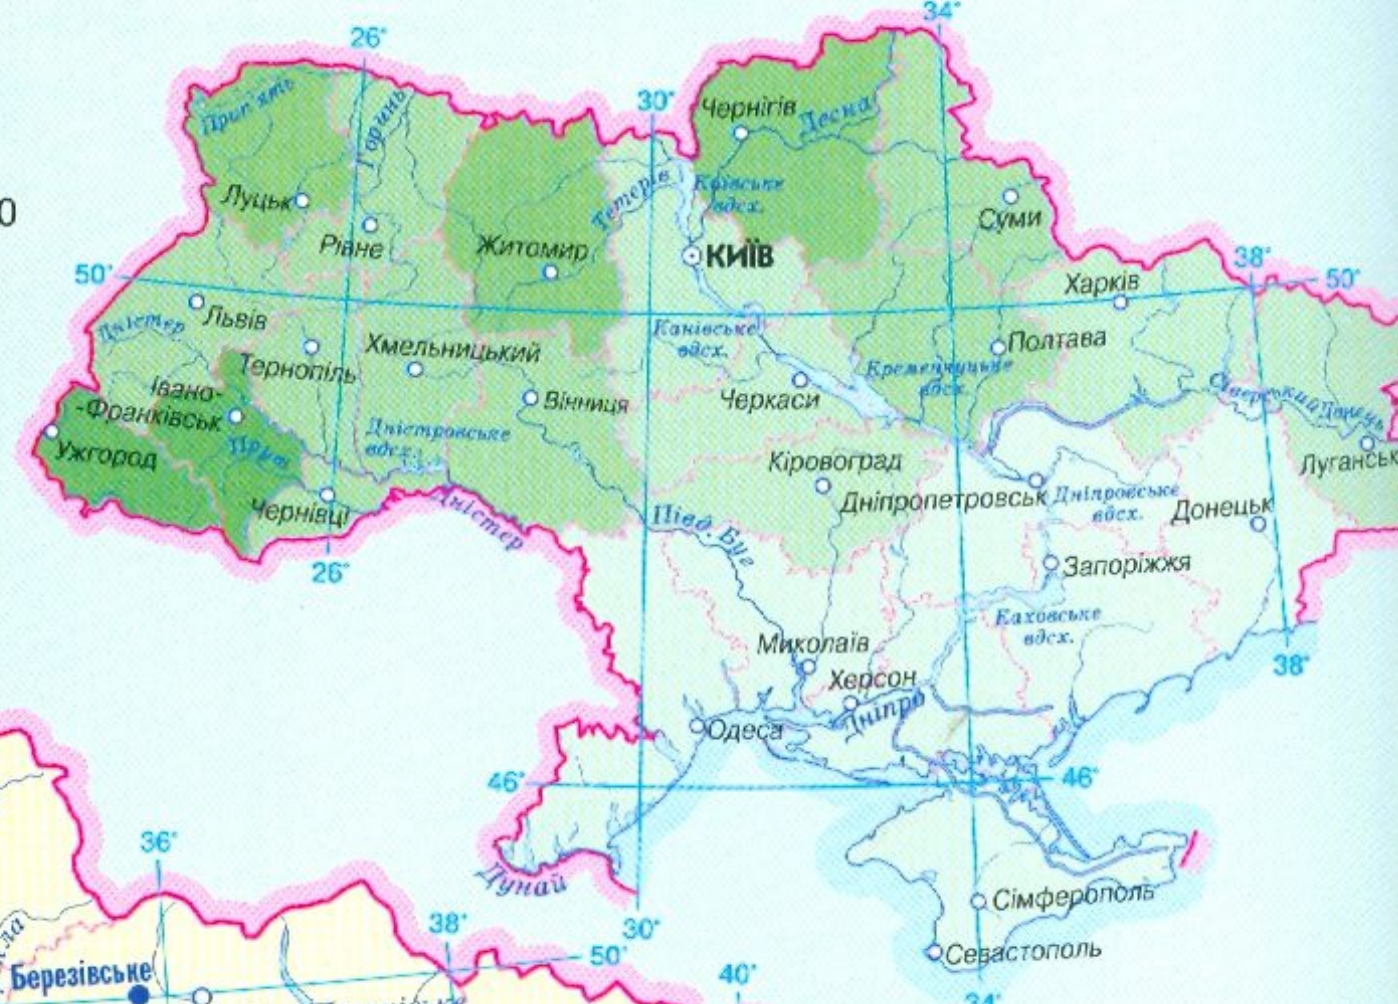 34°
26°
30°
Чернігів
Десна
Прип'ять
Горинь
Луцьк
Рівне
Тетерів
Київське
вдсх.
Суми
Житомир
КИЇВ
0
50°
38°
50°
Харків
Львів
Дністер
Канівське
вдсх.
Тернопіль
Хмельницький
Полтава
Кременчуцьке
вдсх.
Івано-
-Франківськ
Вінниця
Черкаси
Сіверський Донець
Ужгород
Прут
Дністровське
вдсх.
Кіровоград
Луганськ
Чернівці
Дністер
Півд. Буг
Дніпропетровськ
Дніпровське
вдсх.
Донецьк
26°
Запоріжжя
Каховське
вдсх.
Миколаїв
Херсон
Дніпро
38°
Одеса
46°
46°
Дунай
36°
Сімферополь
Севастополь
38°
30°
50°
40°
34°
Березівське